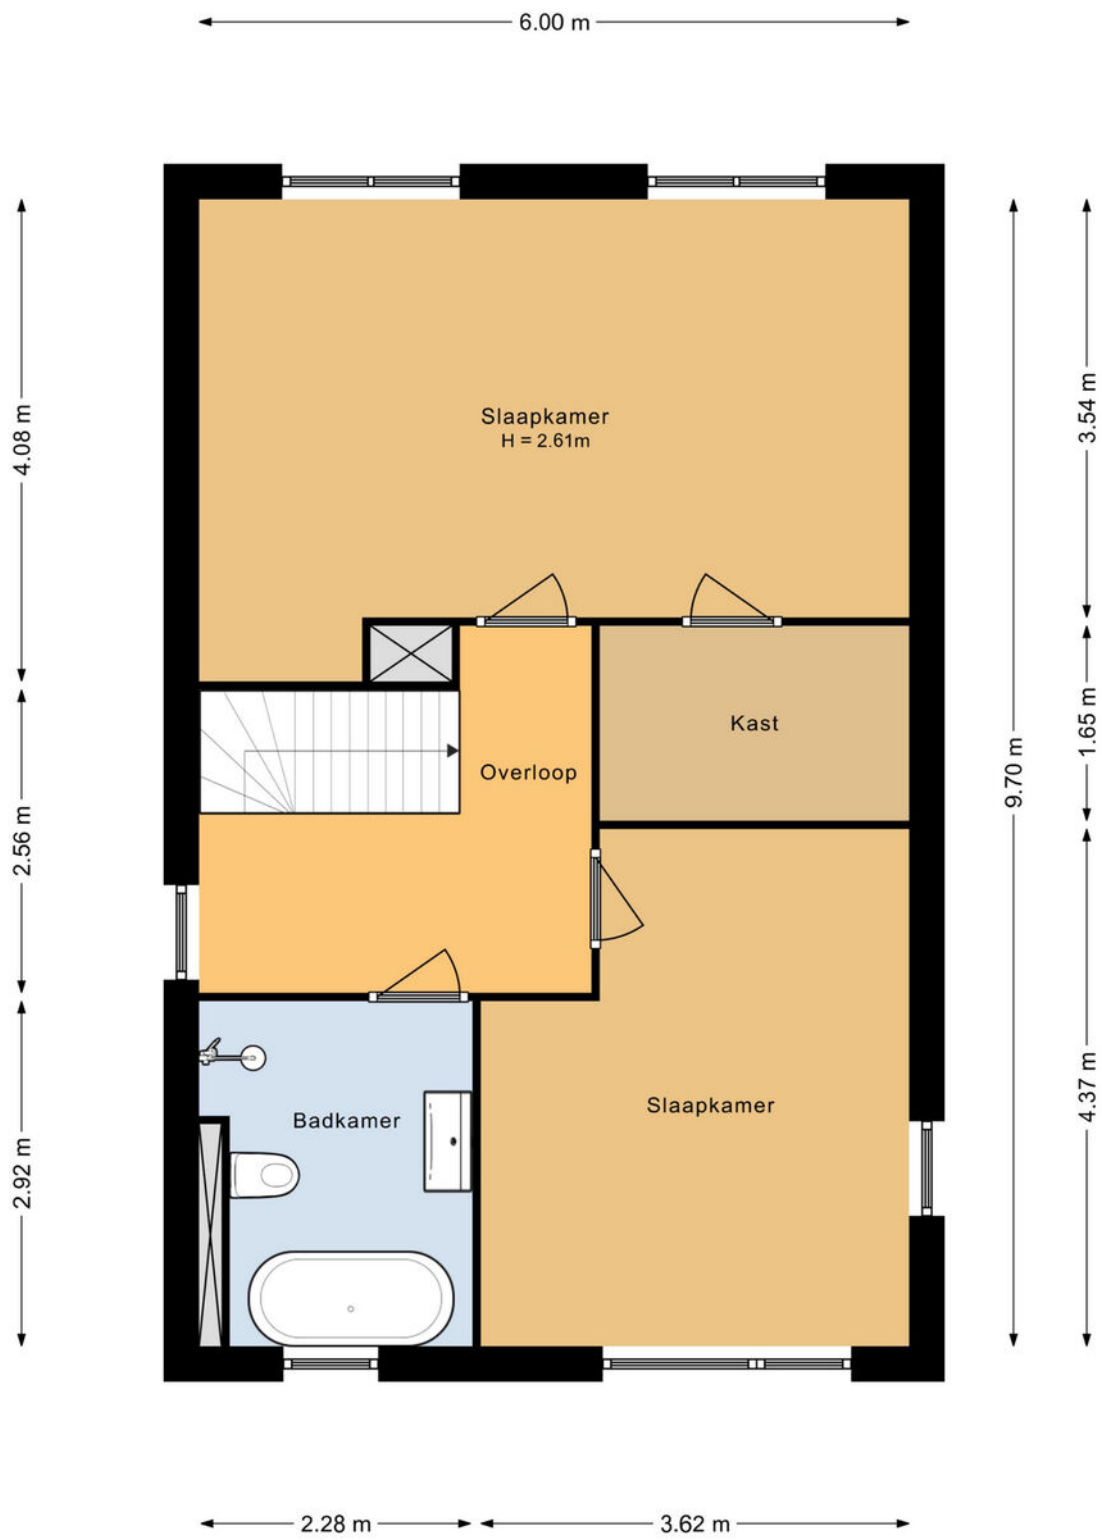 6.00 m
4.08 m
2.56 m
2.92 m
Slaapkamer
H = 2.61m
Kast
Overloop
Badkamer
Slaapkamer
9.70 m
3.54 m
1.65 m
4.37 m
2.28 m
3.62 m